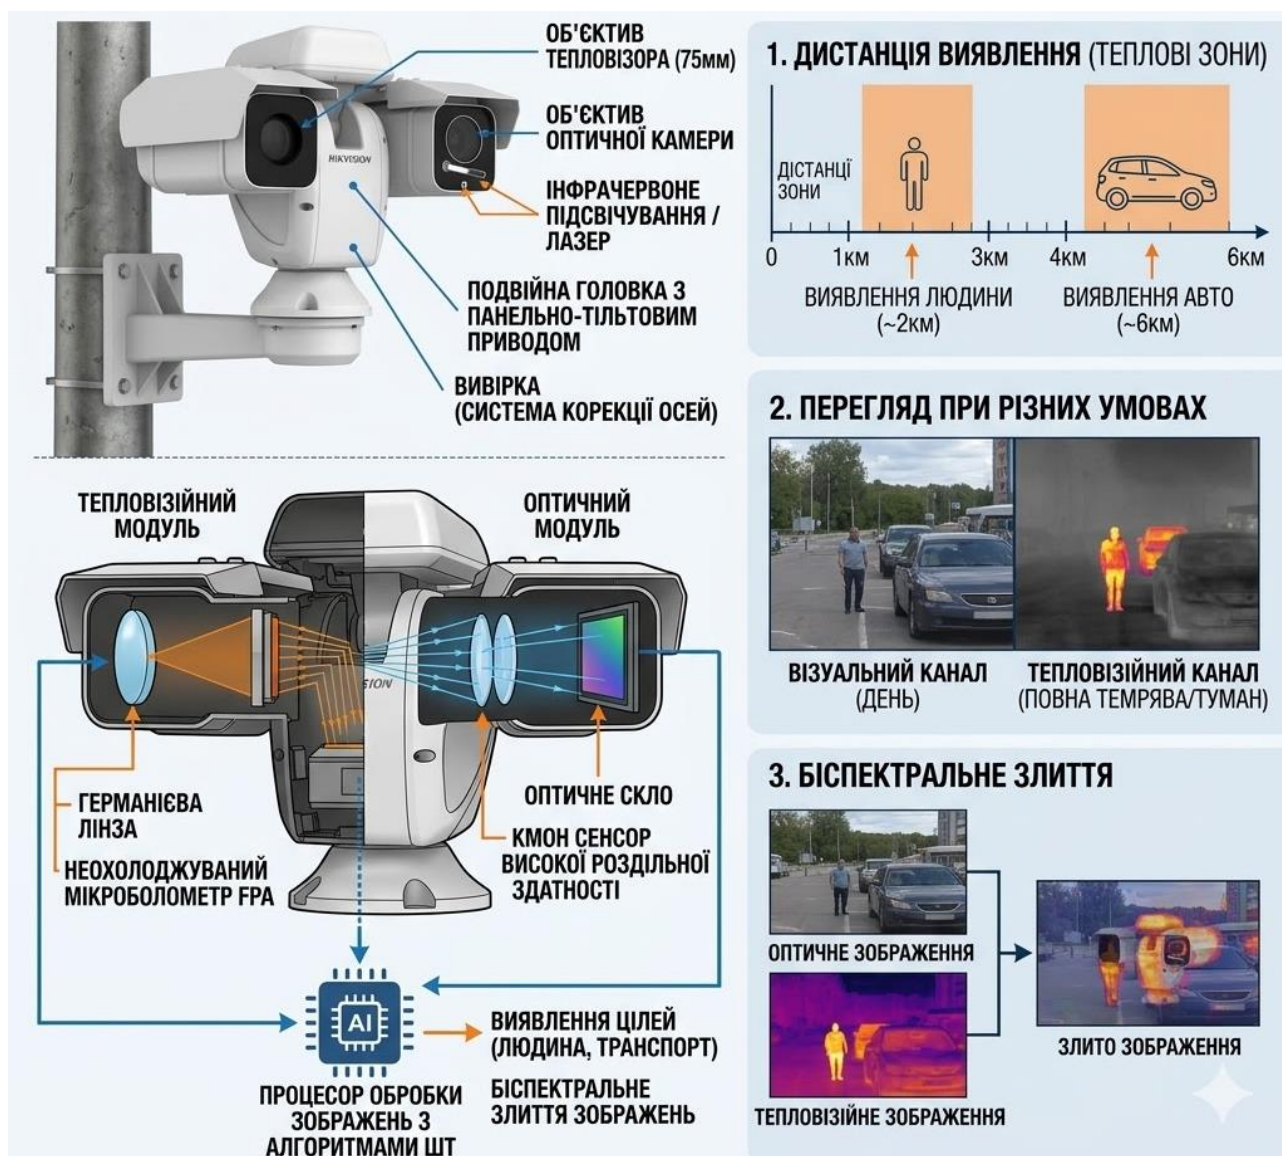 ОБ'ЄКТИВ
ТЕПЛОВІЗОРА (75мм)
ОБ'ЄКТИВ
ОПТИЧНОЇ КАМЕРИ
HIKVISION
ІНФРАЧЕРВОНЕ
ПІДСВІЧУВАННЯ /
ЛАЗЕР
ПОДВІЙНА ГОЛОВКА З
ПАНЕЛЬНО-ТІЛЬТОВИМ
ПРИВОДОМ
ВИВІРКА
(СИСТЕМА КОРЕКЦІЇ ОСЕЙ)
ТЕПЛОВІЗІЙНИЙ
МОДУЛЬ
ОПТИЧНИЙ
МОДУЛЬ
SION
ГЕРМАНІЄВА
ЛІНЗА
НЕОХОЛОДЖУВАНИЙ
МІКРОБОЛОМЕТР FPA
ОПТИЧНЕ СКЛО
КМОН СЕНСОР
ВИСОКОЇ РОЗДІЛЬНОЇ
ЗДАТНОСТІ
AI
ПРОЦЕСОР ОБРОБКИ
ЗОБРАЖЕНЬ З
АЛГОРИТМАМИ ШТ
ВИЯВЛЕННЯ ЦІЛЕЙ
(ЛЮДИНА, ТРАНСПОРТ)
БІСПЕКТРАЛЬНЕ
ЗЛИТТЯ ЗОБРАЖЕНЬ
1. ДИСТАНЦІЯ ВИЯВЛЕННЯ (ТЕПЛОВІ ЗОНИ)
ДІСТАНЦІ
ЗОНИ
0 1км 3км 4км 6км
ВИЯВЛЕННЯ ЛЮДИНИ
(~2км)
ВИЯВЛЕННЯ АВТО
(~6км)
2. ПЕРЕГЛЯД ПРИ РІЗНИХ УМОВАХ
ВІЗУАЛЬНИЙ КАНАЛ
(ДЕНЬ)
ТЕПЛОВІЗІЙНИЙ КАНАЛ
(ПОВНА ТЕМРЯВА/ТУМАН)
3. БІСПЕКТРАЛЬНЕ ЗЛИТТЯ
ОПТИЧНЕ ЗОБРАЖЕННЯ
ТЕПЛОВІЗІЙНЕ ЗОБРАЖЕННЯ
ЗЛИТО ЗОБРАЖЕННЯ